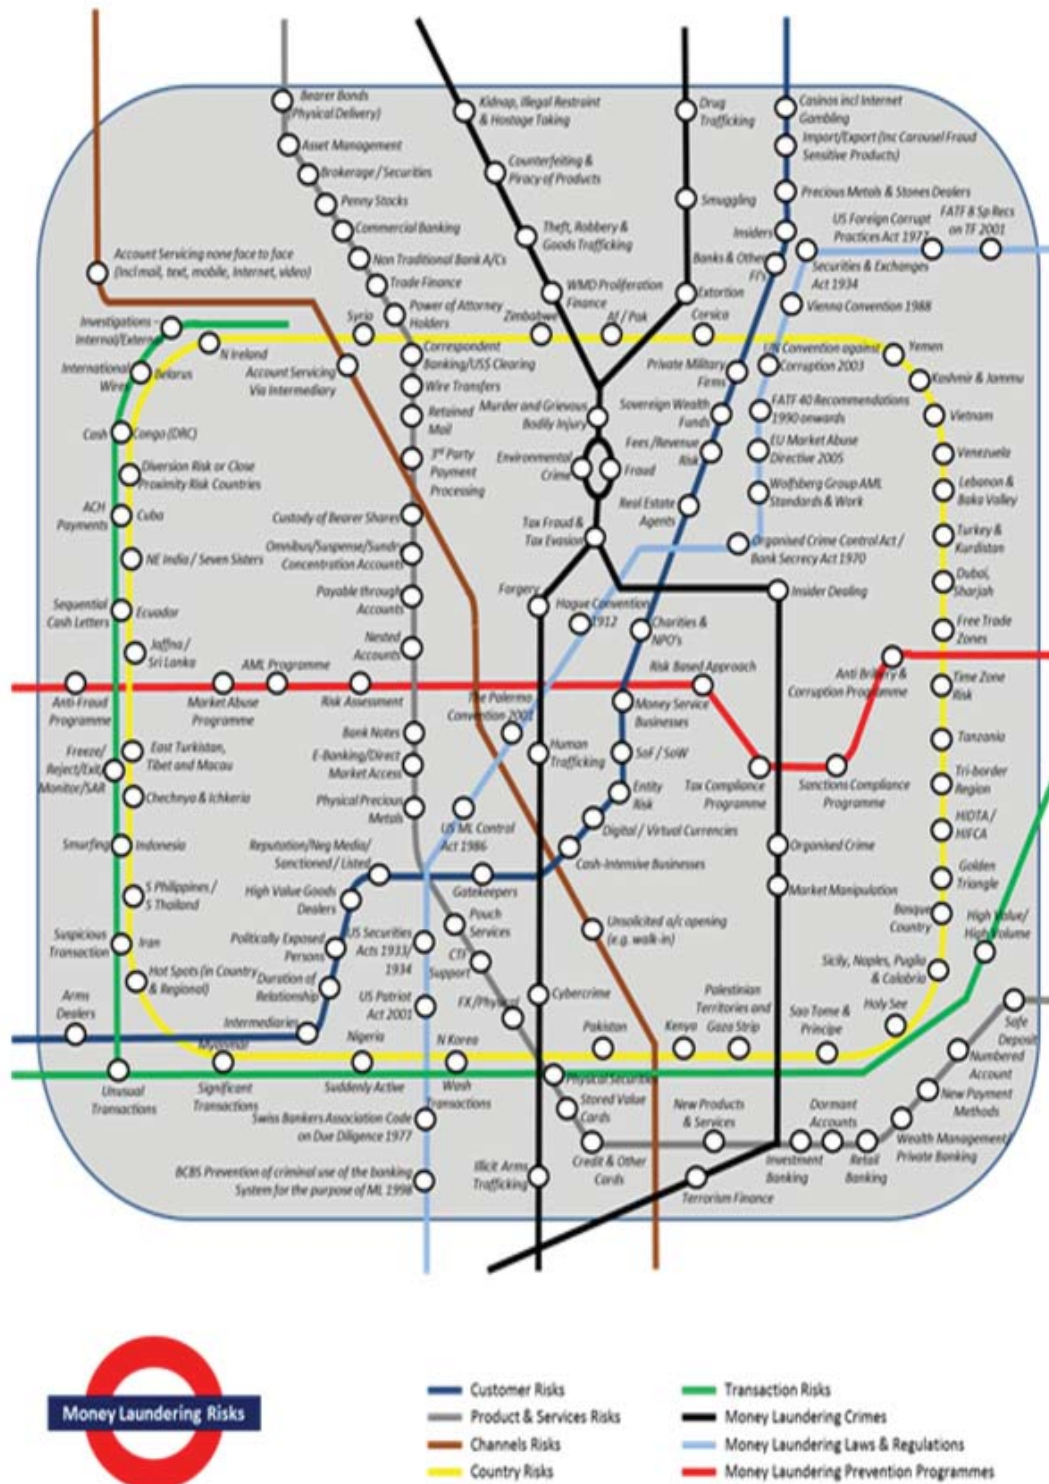 Bearer Bonds
(Physical Delivery)
Asset Management
Brokerage / Securities
Penny Stocks
Commercial Banking
Non Traditional Bank A/Cs
Trade Finance
Power of Attorney
Holders
Kidnap, Illegal Restraint
& Hostage Taking
Counterfeiting &
Piracy of Products
Theft, Robbery &
Goods Trafficking
WMD Proliferation
Finance
Drug
Trafficking
Smuggling
Extortion
Casinos incl Internet
Gambling
Import/Export (Inc Carousel Fraud
Sensitive Products)
Precious Metals & Stones Dealers
Insiders
Banks & Other
FI's
US Foreign Corrupt
Practices Act 1977
FATF 8 Sp Recs
on TF 2001
Securities & Exchanges
Act 1934
Vienna Convention 1988
Account Servicing none face to face
(Incl mail, text, mobile, Internet, video)
Investigations –
Internal/External
International
Wires
Belarus
N Ireland
Syria
Account Servicing
Via Intermediary
Zimbabwe
Af / Pak
Corsica
Correspondent
Banking/US$ Clearing
Wire Transfers
Retained
Mail
3rd Party
Payment
Processing
Murder and Grievous
Bodily Injury
Environmental
Crime
Fraud
Tax Fraud &
Tax Evasion
Private Military
Firms
Sovereign Wealth
Funds
Fees /Revenue
Risk
Real Estate
Agents
UN Convention against
Corruption 2003
FATF 40 Recommendations
1990 onwards
EU Market Abuse
Directive 2005
Wolfsberg Group AML
Standards & Work
Organised Crime Control Act /
Bank Secrecy Act 1970
Yemen
Kashmir & Jammu
Vietnam
Venezuela
Lebanon &
Baka Valley
Turkey &
Kurdistan
Dubai,
Sharjah
Free Trade
Zones
Cash
Congo (DRC)
Diversion Risk or Close
Proximity Risk Countries
ACH
Payments
Cuba
NE India / Seven Sisters
Sequential
Cash Letters
Ecuador
Jaffna /
Sri Lanka
Custody of Bearer Shares
Omnibus/Suspense/Sundry
Concentration Accounts
Payable through
Accounts
Nested
Accounts
Forgery
Hague Convention
1912
Insider Dealing
Charities &
NPO's
Anti-Fraud
Programme
Market Abuse
Programme
AML Programme
Risk Assessment
The Palermo
Convention 2001
Risk Based Approach
Anti Bribery &
Corruption Programme
Time Zone
Risk
Money Service
Businesses
Freeze/
Reject/Exit/
Monitor/SAR
East Turkistan,
Tibet and Macau
Chechnya & Ichkeria
Bank Notes
E-Banking/Direct
Market Access
Physical Precious
Metals
Human
Trafficking
SoF / SoW
Entity
Risk
Tax Compliance
Programme
Sanctions Compliance
Programme
Tanzania
Tri-border
Region
HIDTA /
HIFCA
Golden
Triangle
Smurfing
Indonesia
Reputation/Neg Media/
Sanctioned / Listed
US ML Control
Act 1986
Digital / Virtual Currencies
Cash-Intensive Businesses
Organised Crime
Market Manipulation
S Philippines /
S Thailand
High Value Goods
Dealers
Gatekeepers
Pouch
Services
Unsolicited a/c opening
(e.g. walk-in)
Basque
Country
High Value/
High Volume
Suspicious
Transaction
Iran
Politically Exposed
Persons
US Securities
Acts 1933/
1934
CTF
Support
Sicily, Naples, Puglia
& Calabria
Hot Spots (in Country
& Regional)
Duration of
Relationship
US Patriot
Act 2001
FX/Physical
Cybercrime
Palestinian
Territories and
Gaza Strip
Sao Tome &
Principe
Holy See
Safe
Deposit
Arms
Dealers
Intermediaries
Myanmar
Nigeria
N Korea
Pakistan
Kenya
Numbered
Account
Unusual
Transactions
Significant
Transactions
Suddenly Active
Wash
Transactions
Physical Securities
New Payment
Methods
Swiss Bankers Association Code
on Due Diligence 1977
Stored Value
Cards
New Products
& Services
Dormant
Accounts
Wealth Management/
Private Banking
BCBS Prevention of criminal use of the banking
System for the purpose of ML 1998
Illicit Arms
Trafficking
Credit & Other
Cards
Terrorism Finance
Investment
Banking
Retail
Banking
Money Laundering Risks
Customer Risks
Product & Services Risks
Channels Risks
Country Risks
Transaction Risks
Money Laundering Crimes
Money Laundering Laws & Regulations
Money Laundering Prevention Programmes